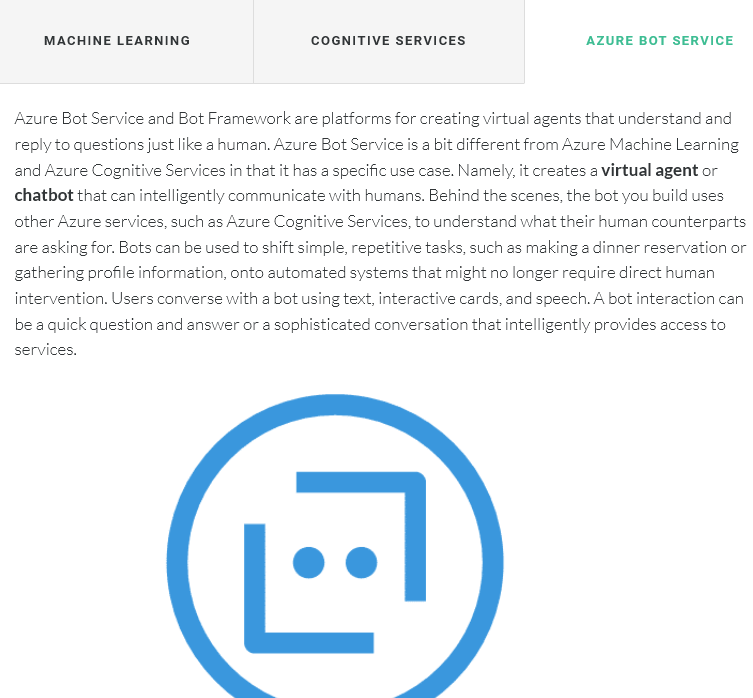 MACHINE LEARNING COGNITIVE SERVICES AZURE BOT SERVICE
Azure Bot Service and Bot Framework are platforms for creating virtual agents that understand and
reply to questions just like a human. Azure Bot Service is a bit different from Azure Machine Learning
and Azure Cognitive Services in that it has a specific use case. Namely, it creates a virtual agent or
chatbot that can intelligently communicate with humans. Behind the scenes, the bot you build uses
other Azure services, such as Azure Cognitive Services, to understand what their human counterparts
are asking for. Bots can be used to shift simple, repetitive tasks, such as making a dinner reservation or
gathering profile information, onto automated systems that might no longer require direct human
intervention. Users converse with a bot using text, interactive cards, and speech. A bot interaction can
be a quick question and answer or a sophisticated conversation that intelligently provides access to
services.